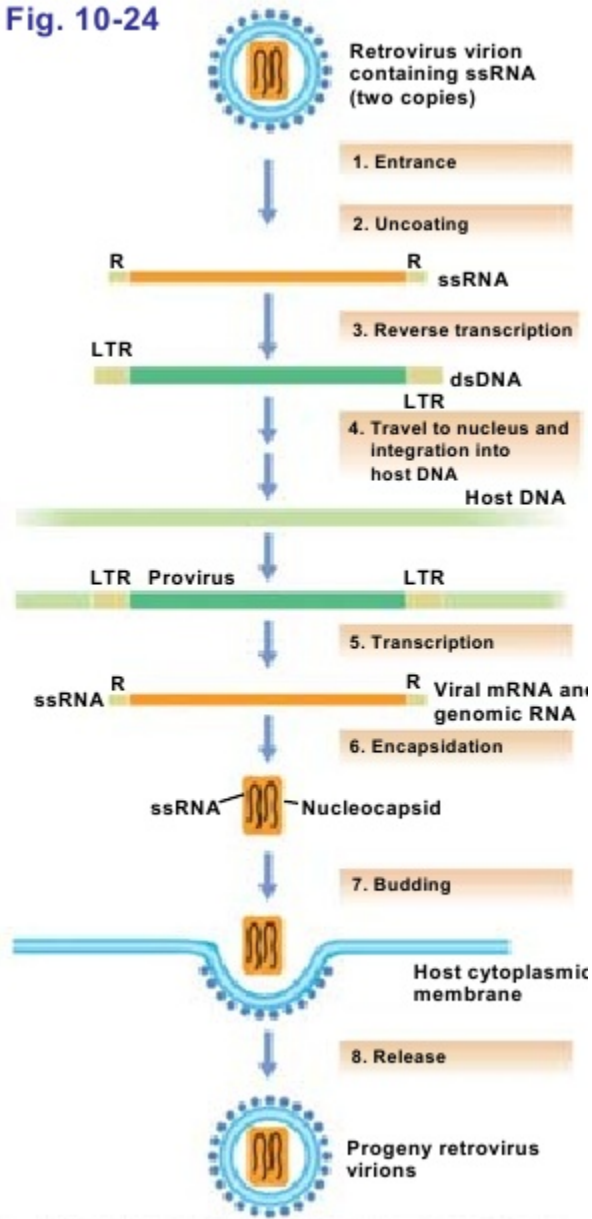 Fig. 10-24
Retrovirus virion
containing ssRNA
(two copies)
1. Entrance
2. Uncoating
R
R
ssRNA
3. Reverse transcription
LTR
dsDNA
LTR
4. Travel to nucleus and
integration into
host DNA
Host DNA
LTR Provirus LTR
5. Transcription
R
R
ssRNA
Viral mRNA an
genomic RNA
6. Encapsidation
ssRNA
Nucleocapsid
7. Budding
Host cytoplasmic
membrane
8. Release
Progeny retrovirus
virions